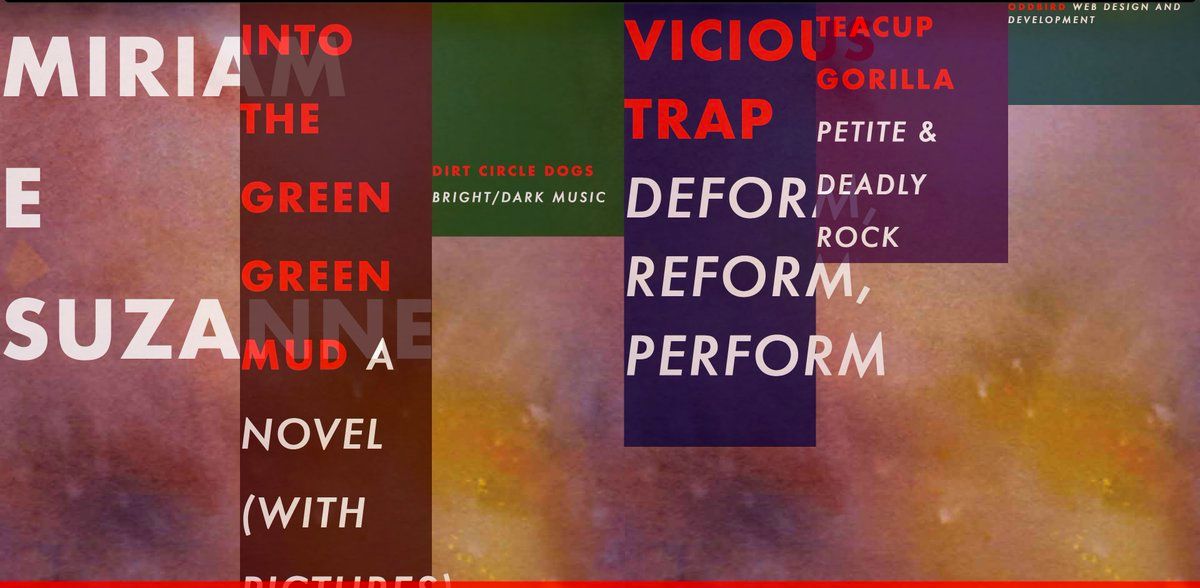 MIRIAM
E
SUZANNE
INTO
THE
GREEN
GREEN
MUD A
NOVEL
(WITH
PICTURES)
DIRT CIRCLE DOGS
BRIGHT/DARK MUSIC
VICIOUS
TRAP
DEFORM,
REFORM,
PERFORM
TEACUP
GORILLA
PETITE &
DEADLY
ROCK
ODDBIRD WEB DESIGN AND
DEVELOPMENT